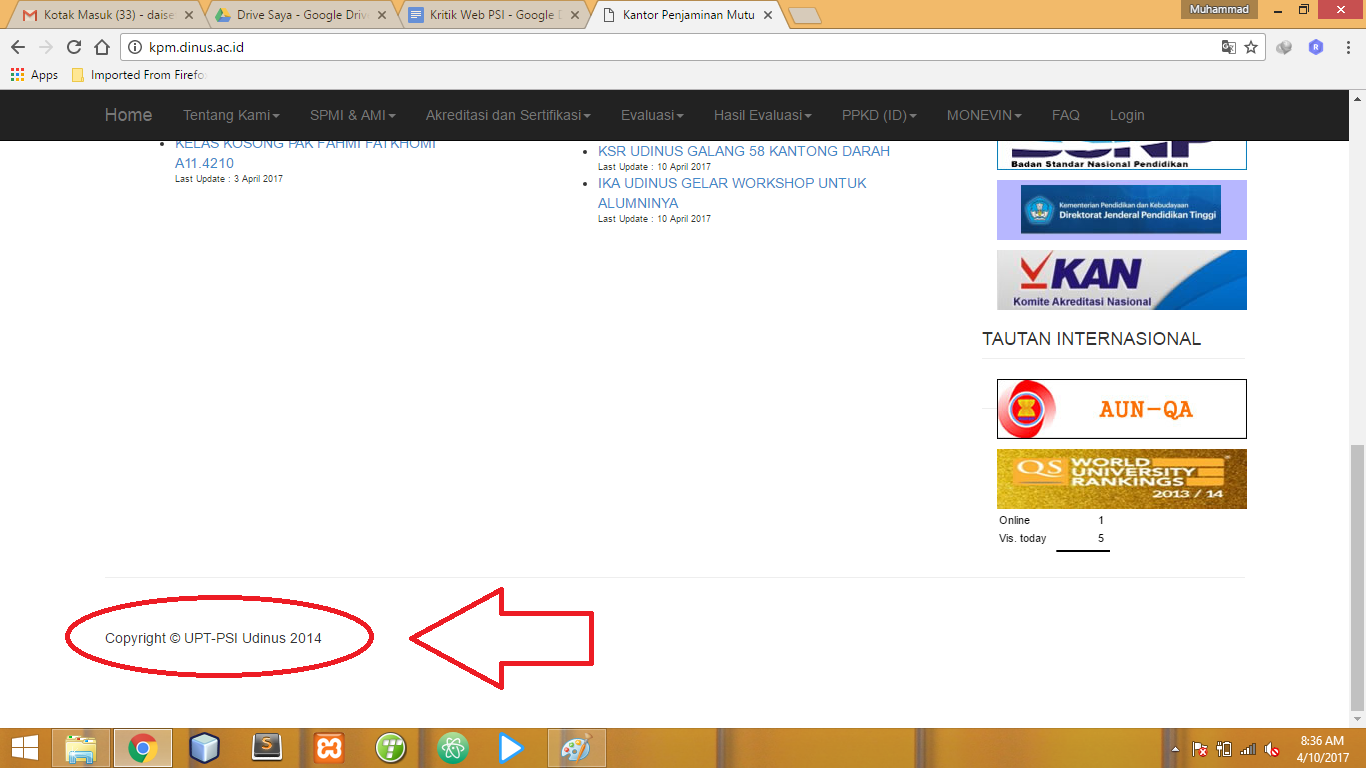 Muhammad
Kotak Masuk (33) - daise
Drive Saya - Google Drive
Kritik Web PSI - Google D
Kantor Penjaminan Mutu
kpm.dinus.ac.id
Apps
Imported From Firefo
Home
Tentang Kami
SPMI & AMI
Akreditasi dan Sertifikasi
Evaluasi
Hasil Evaluasi
PPKD (ID)
MONEVIN
FAQ
Login
KELAS KOSONG PAK FAHMI FATKHOMI
A11.4210
Last Update : 3 April 2017
KSR UDINUS GALANG 58 KANTONG DARAH
Last Update : 10 April 2017
IKA UDINUS GELAR WORKSHOP UNTUK
ALUMNINYA
Last Update : 10 April 2017
BSNP
Badan Standar Nasional Pendidikan
Kementerian Pendidikan dan Kebudayaan
Direktorat Jenderal Pendidikan Tinggi
KAN
Komite Akreditasi Nasional
TAUTAN INTERNASIONAL
AUN-QA
QS WORLD
UNIVERSITY
RANKINGS
2013 / 14
Online 1
Vis. today 5
Copyright © UPT-PSI Udinus 2014
8:36 AM
4/10/2017